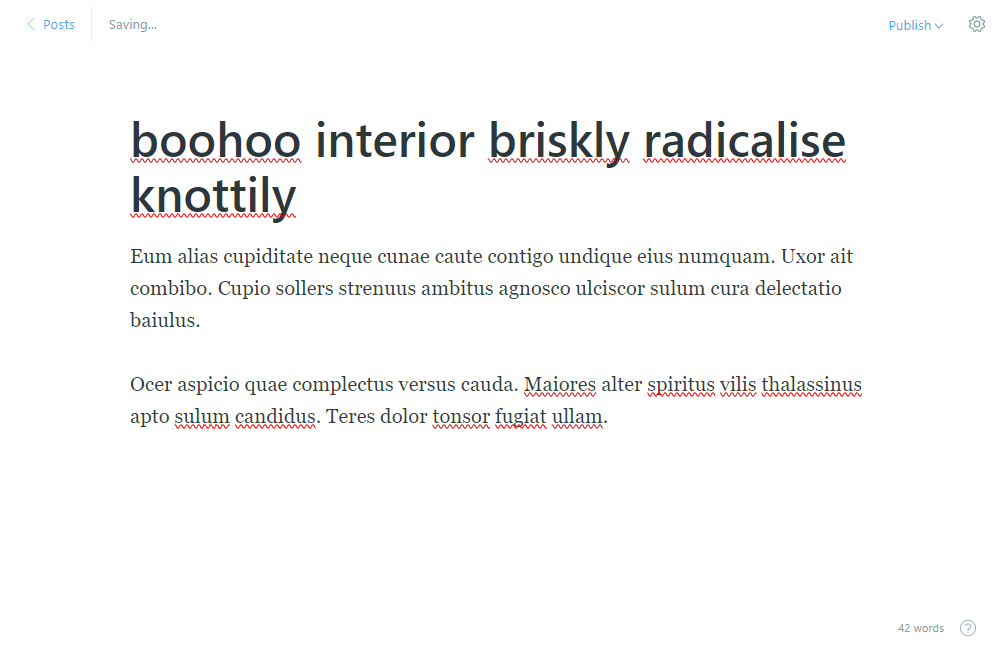 Posts
Saving...
Publish
boohoo interior briskly radicalise
knottily
Eum alias cupiditate neque cunae caute contigo undique eius numquam. Uxor ait
combibo. Cupio sollers strenuus ambitus agnosco ulciscor sulum cura delectatio
baiulus.
Ocer aspicio quae complectus versus cauda. Maiores alter spiritus vilis thalassinus
apto sulum candidus. Teres dolor tonsor fugiat ullam.
42 words
?